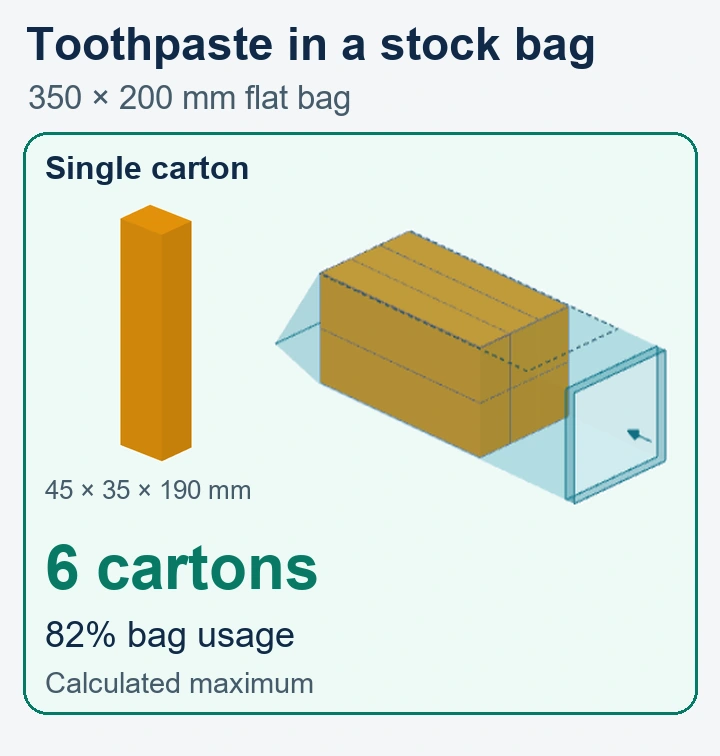 Toothpaste in a stock bag
350 × 200 mm flat bag
Single carton
45 × 35 × 190 mm
6 cartons
82% bag usage
Calculated maximum